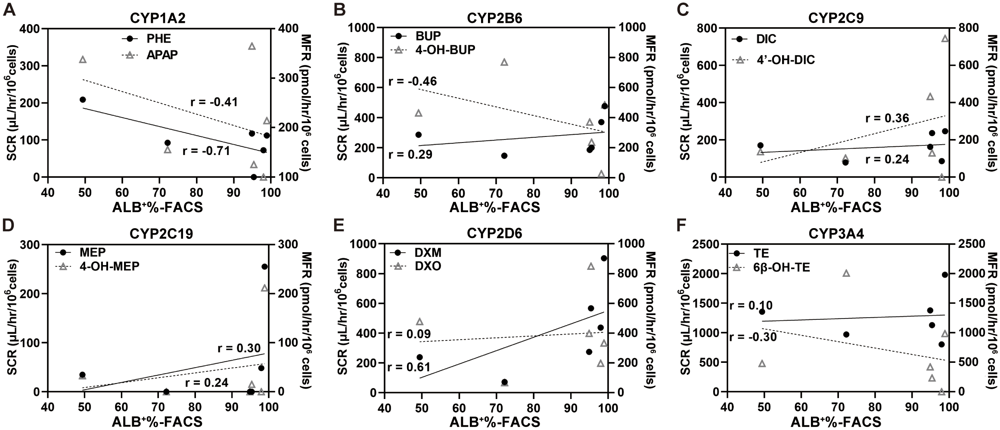 A
CYP1A2
PHE
APAP
400
300
200
100
0
400
300
200
100
SCR (μL/hr/10⁶cells)
MFR (pmol/hr/10⁶ cells)
r = -0.41
r = -0.71
40 50 60 70 80 90 100
ALB⁺%-FACS
B
CYP2B6
BUP
4-OH-BUP
1000
800
600
400
200
0
1000
800
600
400
200
0
SCR (μL/hr/10⁶cells)
MFR (pmol/hr/10⁶ cells)
r = -0.46
r = 0.29
40 50 60 70 80 90 100
ALB⁺%-FACS
C
CYP2C9
DIC
4’-OH-DIC
800
600
400
200
0
800
600
400
200
0
SCR (μL/hr/10⁶cells)
MFR (pmol/hr/10⁶ cells)
r = 0.36
r = 0.24
40 50 60 70 80 90 100
ALB⁺%-FACS
D
CYP2C19
MEP
4-OH-MEP
300
200
100
0
300
200
100
0
SCR (μL/hr/10⁶cells)
MFR (pmol/hr/10⁶ cells)
r = 0.30
r = 0.24
40 50 60 70 80 90 100
ALB⁺%-FACS
E
CYP2D6
DXM
DXO
1000
800
600
400
200
0
1000
800
600
400
200
0
SCR (μL/hr/10⁶cells)
MFR (pmol/hr/10⁶ cells)
r = 0.09
r = 0.61
40 50 60 70 80 90 100
ALB⁺%-FACS
F
CYP3A4
TE
6β-OH-TE
2500
2000
1500
1000
500
0
2500
2000
1500
1000
500
0
SCR (μL/hr/10⁶cells)
MFR (pmol/hr/10⁶ cells)
r = 0.10
r = -0.30
40 50 60 70 80 90 100
ALB⁺%-FACS